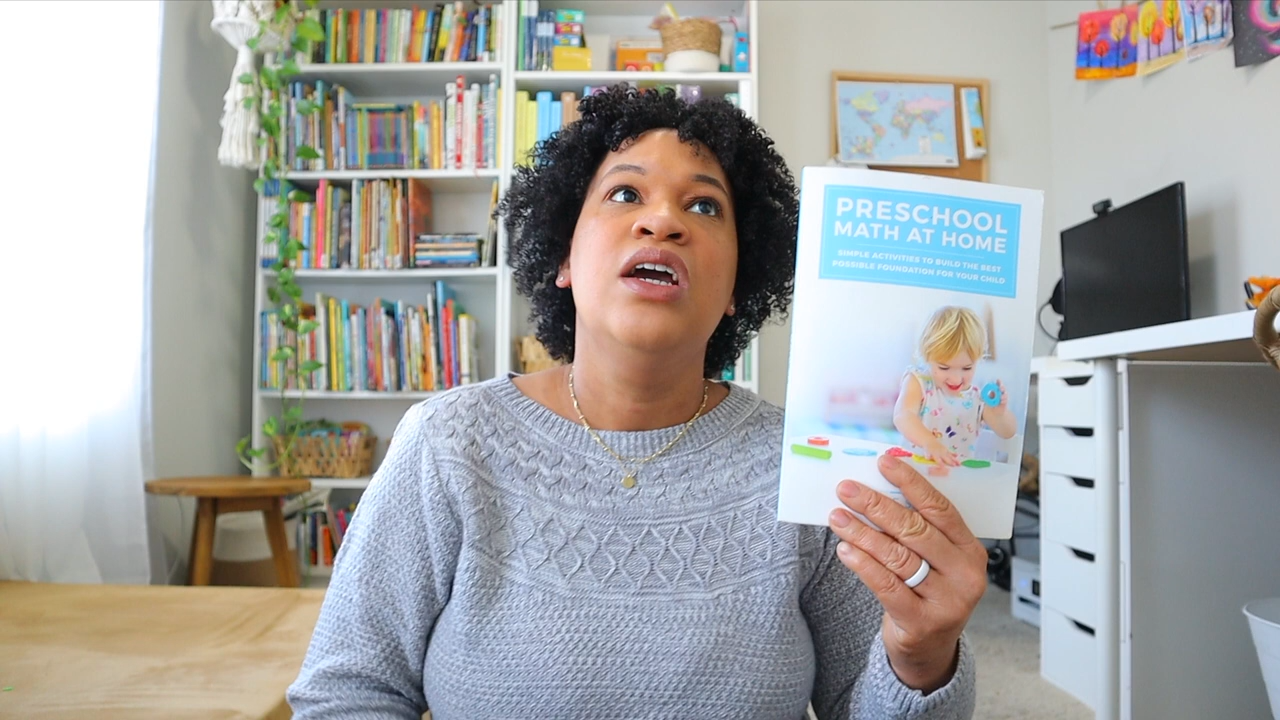 PRESCHOOL
MATH AT HOME
SIMPLE ACTIVITIES TO BUILD THE BEST
POSSIBLE FOUNDATION FOR YOUR CHILD